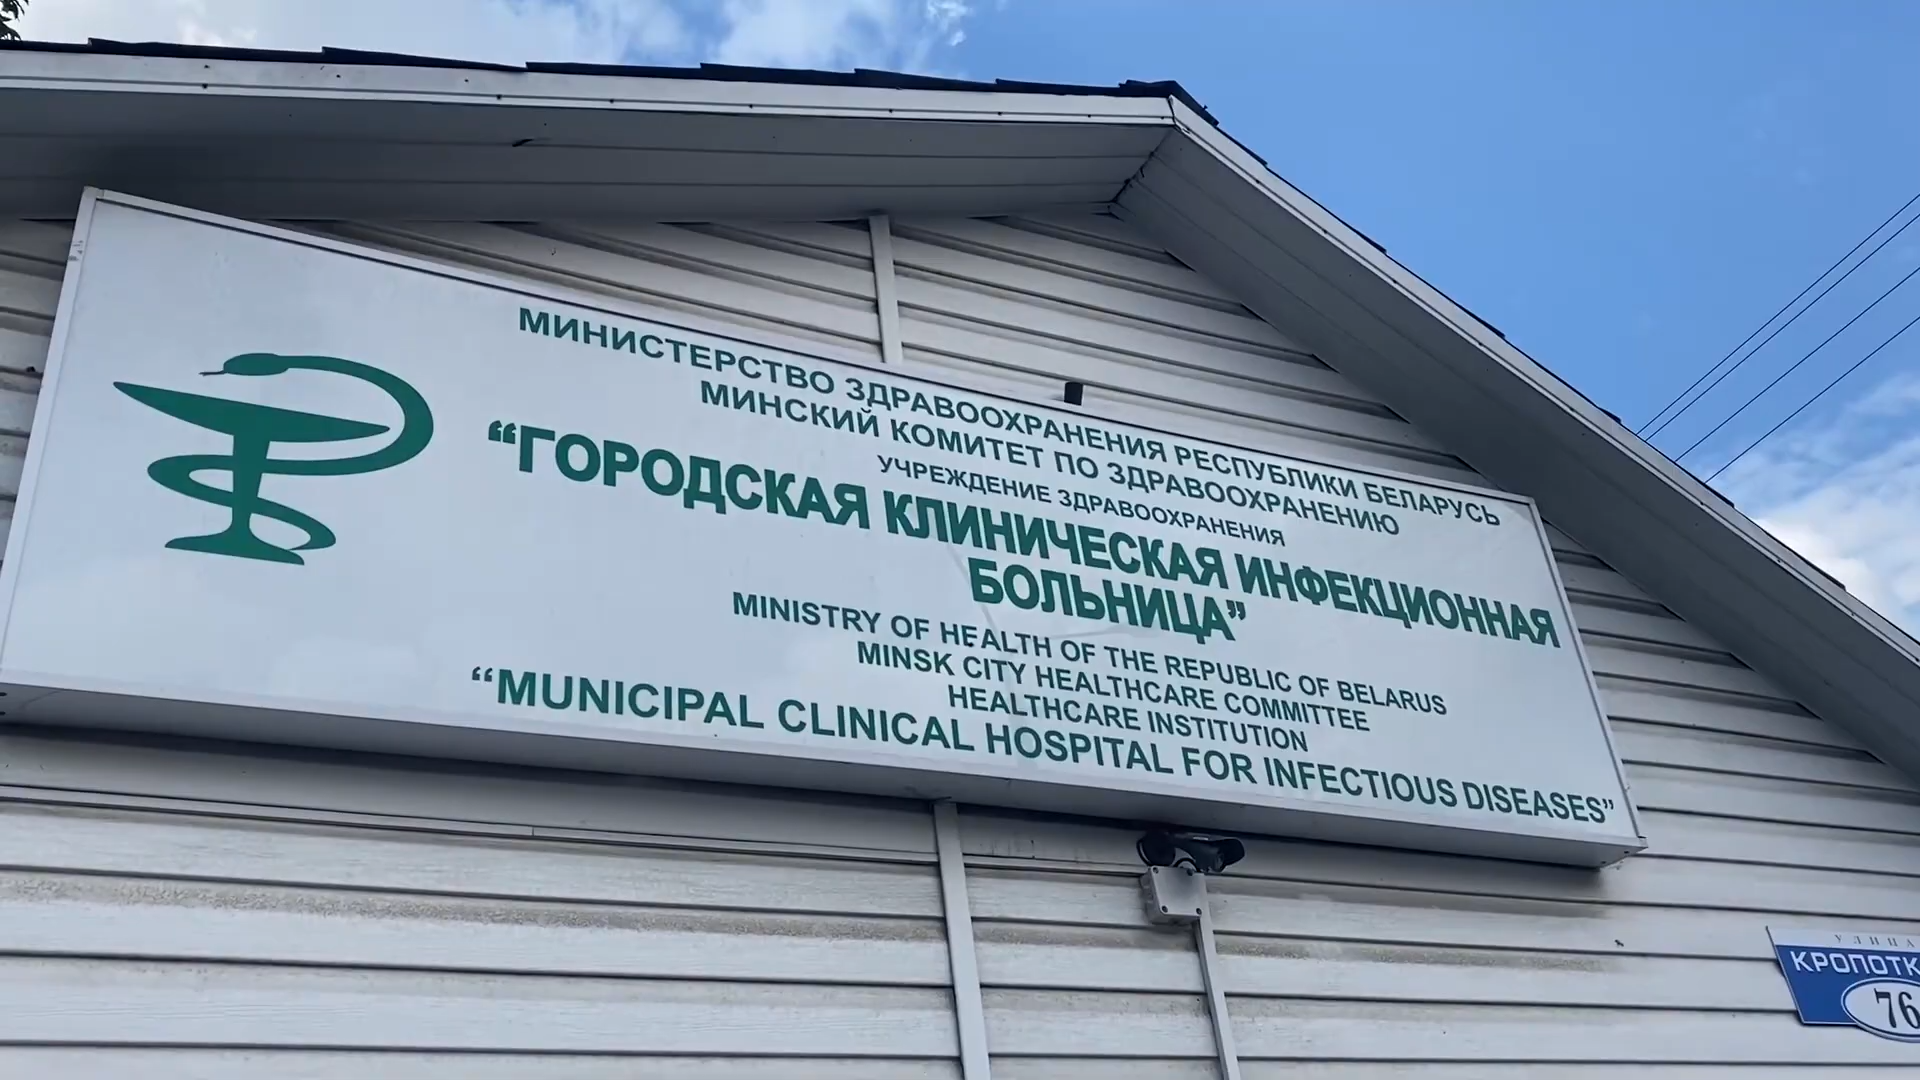 МИНИСТЕРСТВО ЗДРАВООХРАНЕНИЯ РЕСПУБЛИКИ БЕЛАРУСЬ
МИНСКИЙ КОМИТЕТ ПО ЗДРАВООХРАНЕНИЮ
УЧРЕЖДЕНИЕ ЗДРАВООХРАНЕНИЯ
“ГОРОДСКАЯ КЛИНИЧЕСКАЯ ИНФЕКЦИОННАЯ
БОЛЬНИЦА”
MINISTRY OF HEALTH OF THE REPUBLIC OF BELARUS
MINSK CITY HEALTHCARE COMMITTEE
HEALTHCARE INSTITUTION
“MUNICIPAL CLINICAL HOSPITAL FOR INFECTIOUS DISEASES”
УЛИЦА
КРОПОТК
76